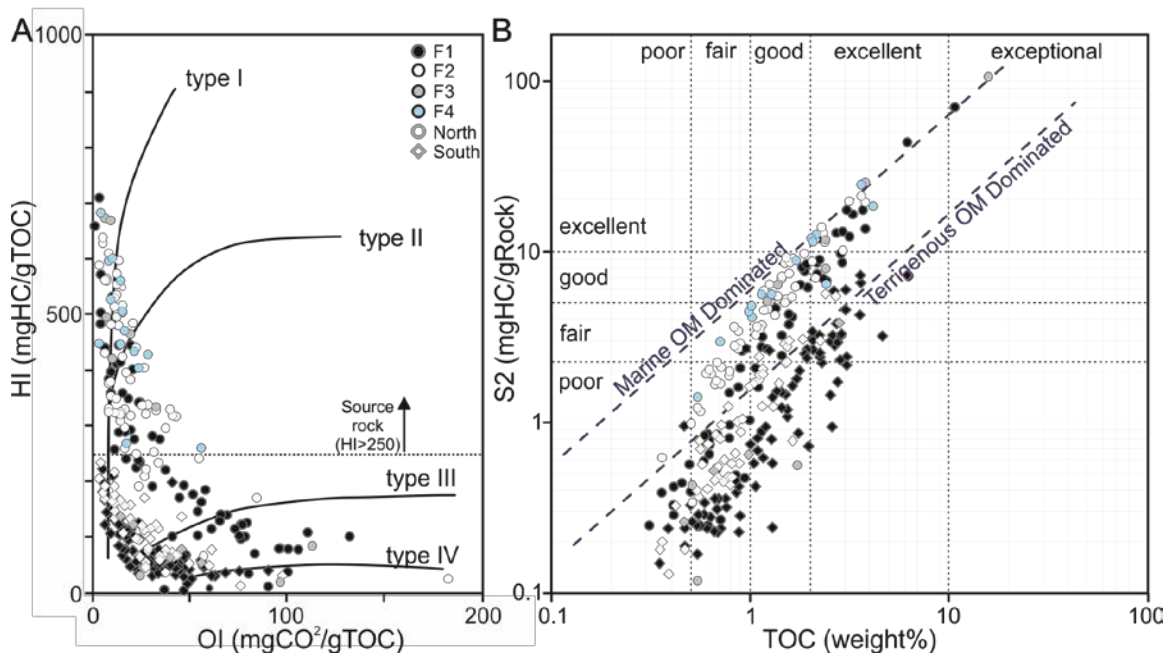 A
1000
500
0
HI (mgHC/gTOC)
type I
type II
type III
type IV
F1
F2
F3
F4
North
South
Source
rock
(HI>250)
0
100
200
OI (mgCO²/gTOC)
B
poor
fair
good
excellent
exceptional
100
10
1
0.1
S2 (mgHC/gRock)
excellent
good
fair
poor
Marine OM Dominated
Terrigenous OM Dominated
0.1
1
10
100
TOC (weight%)